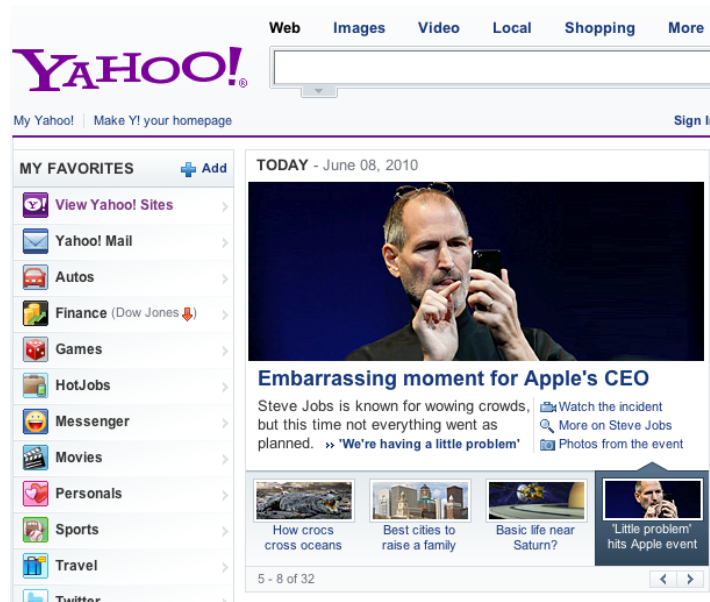 Web Images Video Local Shopping More
YAHOO!®
My Yahoo! Make Y! your homepage
Sign
MY FAVORITES
Add
View Yahoo! Sites
Yahoo! Mail
Autos
Finance (Dow Jones )
Games
HotJobs
Messenger
Movies
Personals
Sports
Travel
Twitter
TODAY - June 08, 2010
Embarrassing moment for Apple's CEO
Steve Jobs is known for wowing crowds,
but this time not everything went as
planned. ›› 'We're having a little problem'
Watch the incident
More on Steve Jobs
Photos from the event
How crocs
cross oceans
Best cities to
raise a family
Basic life near
Saturn?
'Little problem'
hits Apple event
5 - 8 of 32